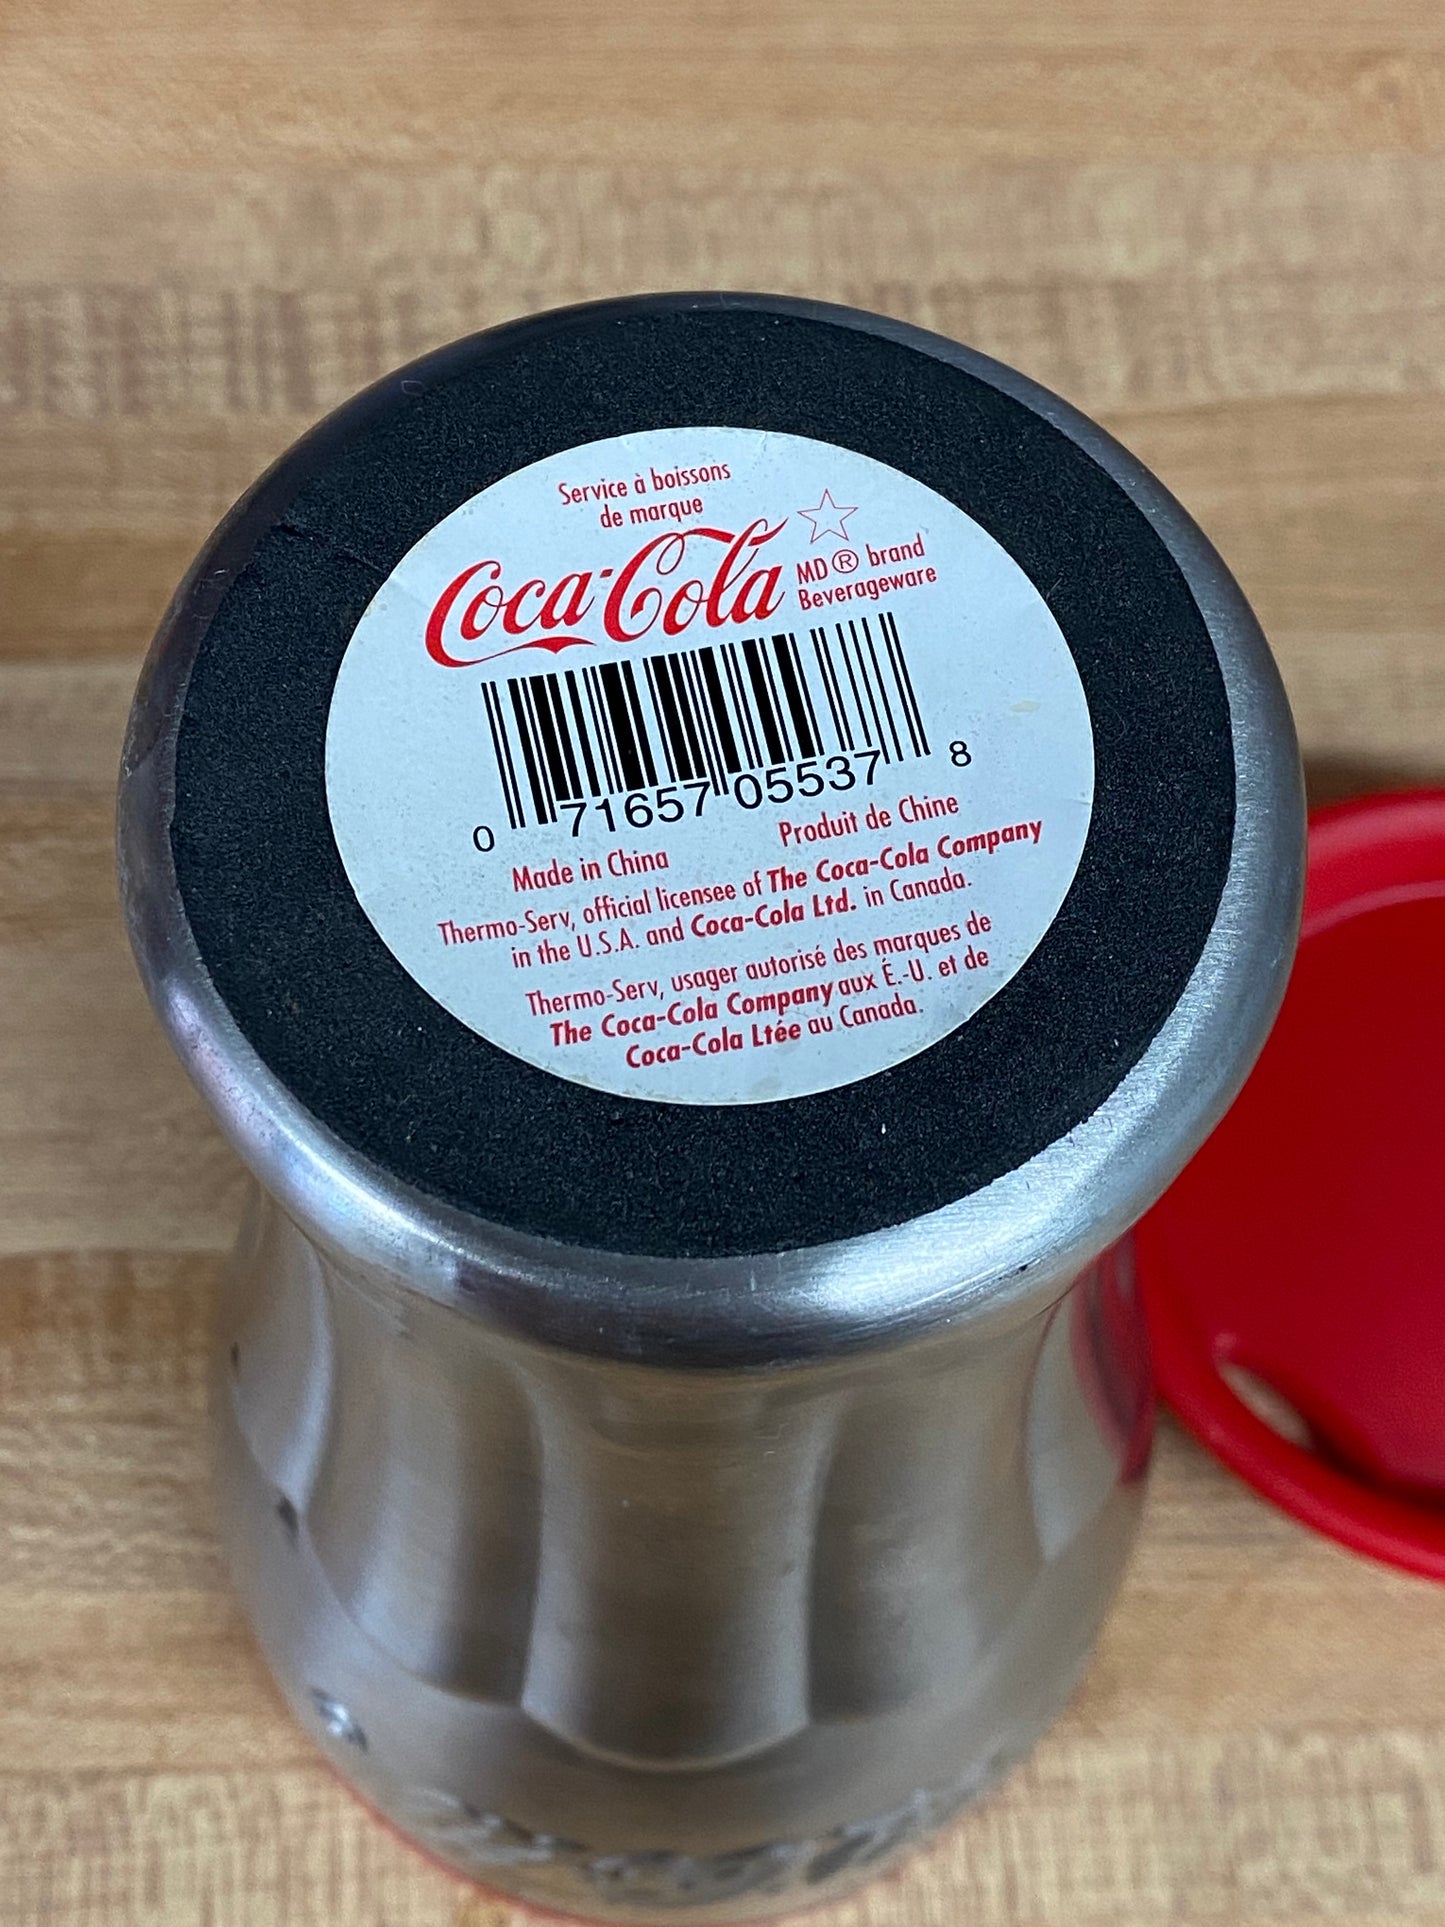 Service à boissons
de marque
Coca-Cola MD® brand
Beverageware
0 71657 05537 8
Made in China Produit de Chine
Thermo-Serv, official licensee of The Coca-Cola Company
in the U.S.A. and Coca-Cola Ltd. in Canada.
Thermo-Serv, usager autorisé des marques de
The Coca-Cola Company aux É.-U. et de
Coca-Cola Ltée au Canada.